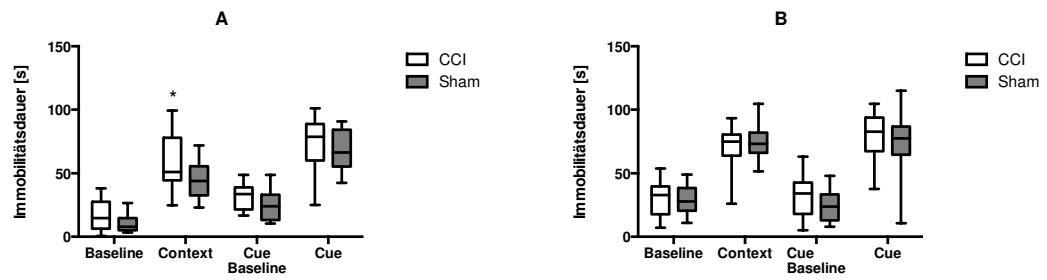 A
Immobilitätsdauer [s]
150
100
50
0
*
Baseline
Context
Cue
Baseline
Cue
CCI
Sham
B
Immobilitätsdauer [s]
150
100
50
0
Baseline
Context
Cue
Baseline
Cue
CCI
Sham